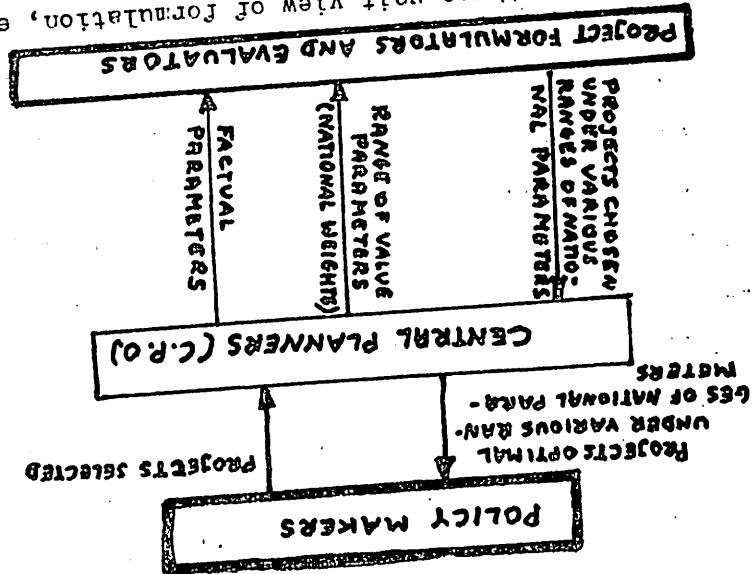 POLICY MAKERS
PROJECTS OPTIMAL
UNDER VARIOUS RAN-
GES OF NATIONAL PARA-
METERS
PROJECTS SELECTED
CENTRAL PLANNERS (C.P.O)
PROJECTS CHOSEN
UNDER VARIOUS
RANGES OF NATIO-
NAL PARAMETERS
RANGE OF VALUE
PARAMETERS
(NATIONAL WEIGHTS)
FACTUAL
PARAMETERS
PROJECT FORMULATORS AND EVALUATORS
unit view of formulation, e